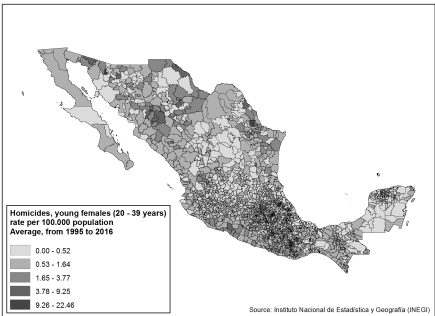 Homicides, young females (20 - 39 years)
rate per 100.000 population
Average, from 1995 to 2016
0.00 - 0.52
0.53 - 1.64
1.65 - 3.77
3.78 - 9.25
9.26 - 22.46
Source: Instituto Nacional de Estadística y Geografía (INEGI)